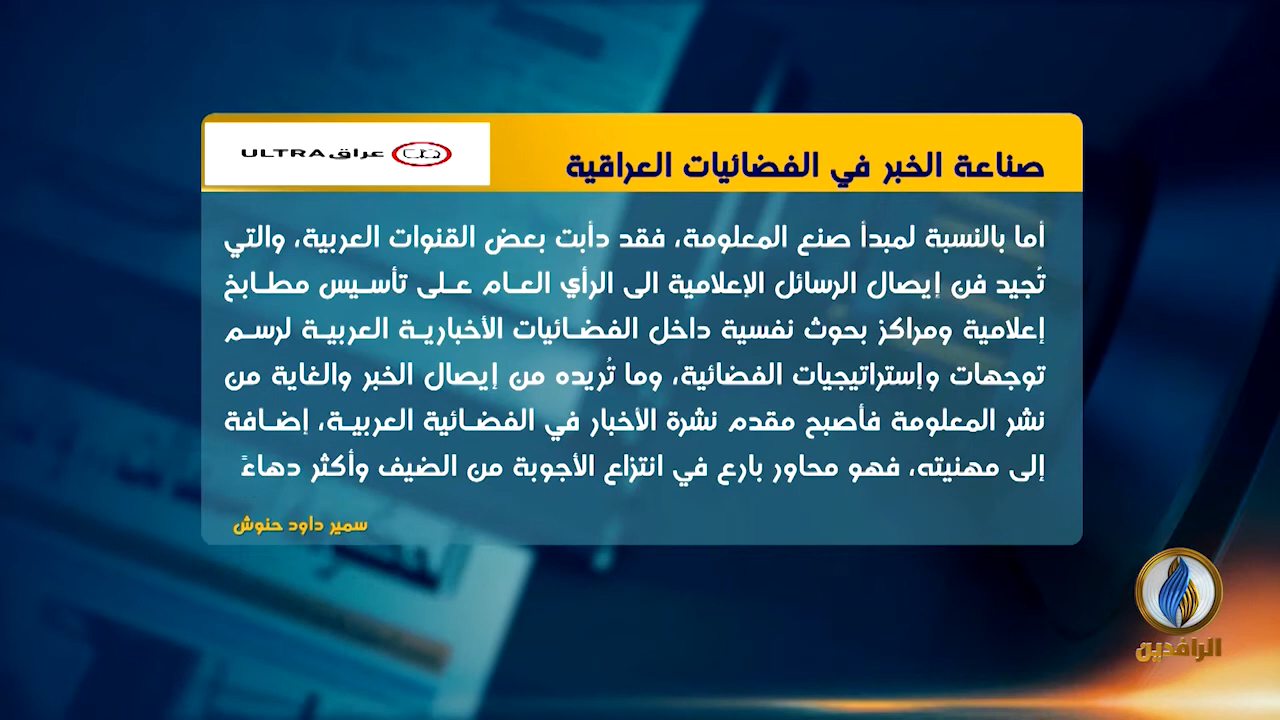 صناعة الخبر في الفضائيات العراقية
عراق ULTRA
أما بالنسبة لمبدأ صنع المعلومة، فقد دأبت بعض القنوات العربية، والتي
تُجيد فن إيصال الرسائل الإعلامية الى الرأي العام على تأسيس مطابخ
إعلامية ومراكز بحوث نفسية داخل الفضائيات الأخبارية العربية لرسم
توجهات وإستراتيجيات الفضائية، وما تُريده من إيصال الخبر والغاية من
نشر المعلومة فأصبح مقدم نشرة الأخبار في الفضائية العربية، إضافة
إلى مهنيته، فهو محاور بارع في انتزاع الأجوبة من الضيف وأكثر دهاءً
سمير داود حنوش
الرافدين